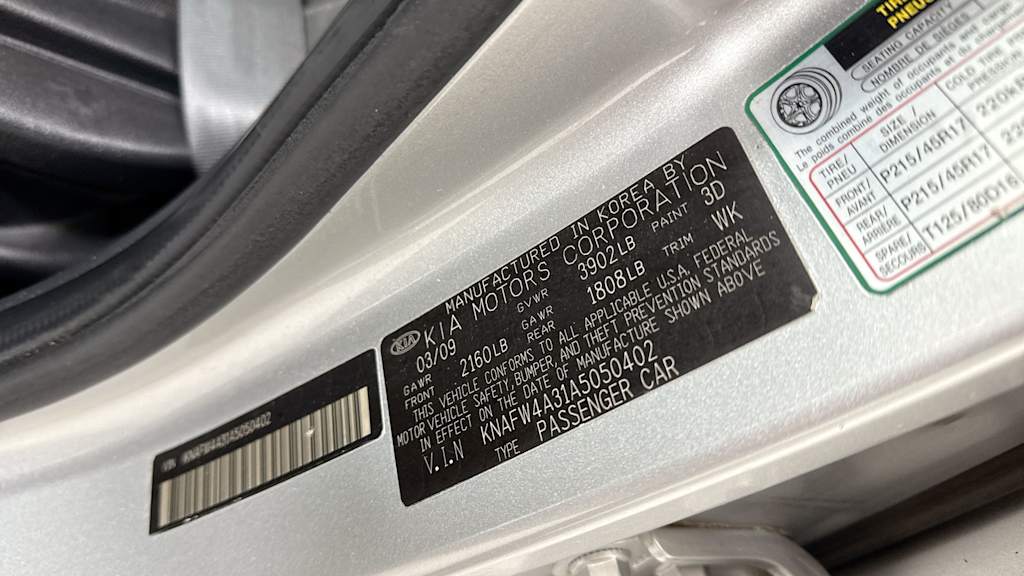 MANUFACTURED IN KOREA BY
KIA KIA MOTORS CORPORATION
03/09 GVWR 3902LB PAINT 3D
GAWR FRONT 2160LB GAWR REAR 1808LB TRIM WK
THIS VEHICLE CONFORMS TO ALL APPLICABLE U.S.A. FEDERAL
MOTOR VEHICLE SAFETY, BUMPER, AND THEFT PREVENTION STANDARDS
IN EFFECT ON THE DATE OF MANUFACTURE SHOWN ABOVE
V.I.N KNAFW4A31A5050402
TYPE PASSENGER CAR
VIN KNAFW4A31A5050402
SEATING CAPACITY
NOMBRE DE SIÈGES
The combined weight of occupants and cargo
Le poids combiné des occupants et du
TIRE/ PNEU SIZE/ DIMENSION COLD TIRE
FRONT/ AVANT P215/45R17 220k
REAR/ ARRIÈRE P215/45R17
SPARE/ SECOURS T125/80D16